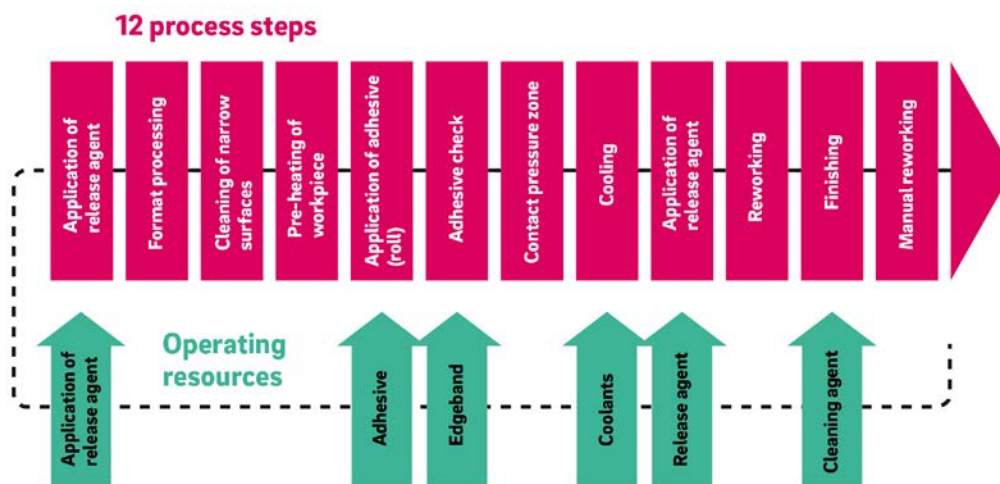 12 process steps
Application of
release agent
Format processing
Cleaning of narrow
surfaces
Pre-heating of
workpiece
Application of adhesive
(roll)
Adhesive check
Contact pressure zone
Cooling
Application of
release agent
Reworking
Finishing
Manual reworking
Operating
resources
Application of
release agent
Adhesive
Edgeband
Coolants
Release agent
Cleaning agent